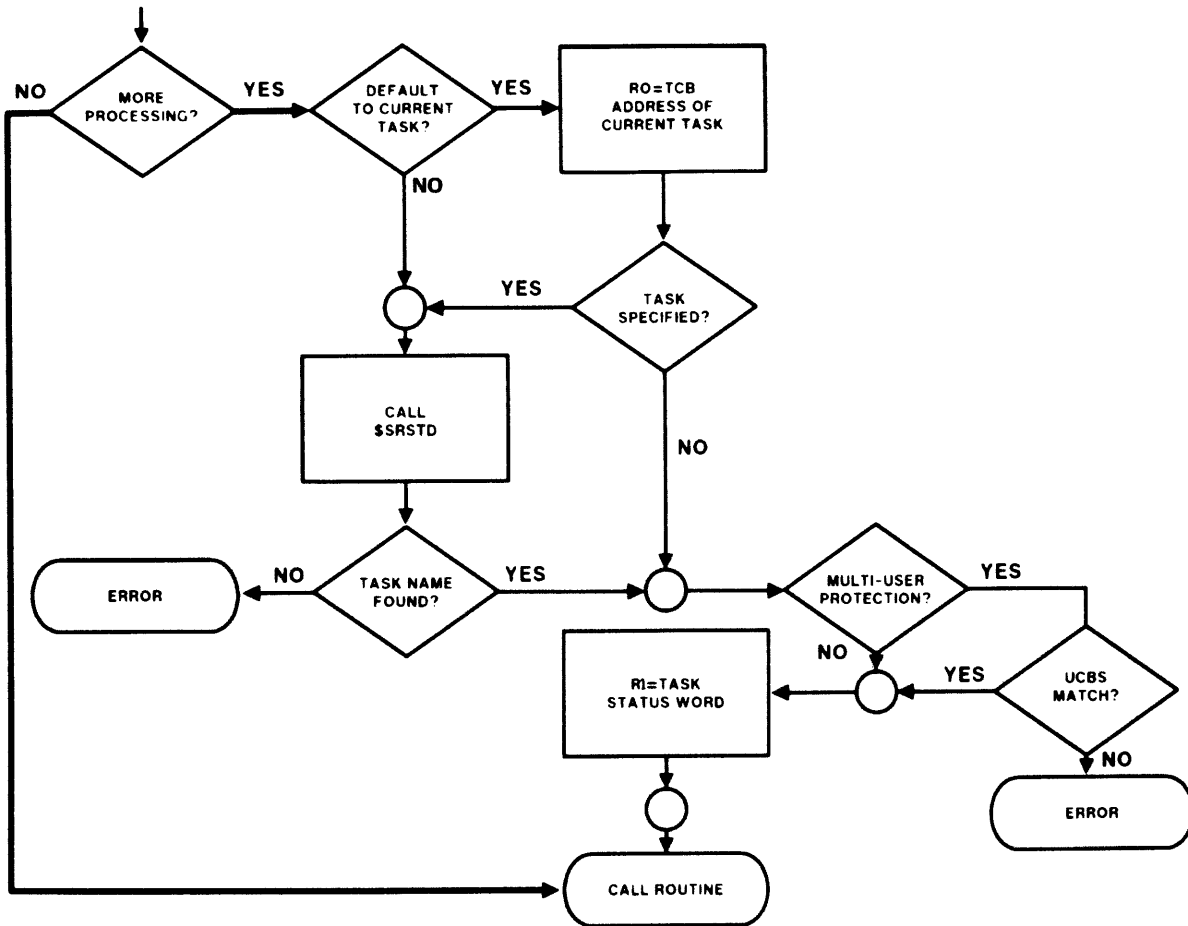 NO
MORE
PROCESSING?
YES
DEFAULT
TO CURRENT
TASK?
YES
RO=TCB
ADDRESS OF
CURRENT TASK
NO
YES
TASK
SPECIFIED?
CALL
$SRSTD
NO
ERROR
NO
TASK NAME
FOUND?
YES
MULTI-USER
PROTECTION?
YES
NO
R1=TASK
STATUS WORD
YES
UCBS
MATCH?
NO
ERROR
CALL ROUTINE